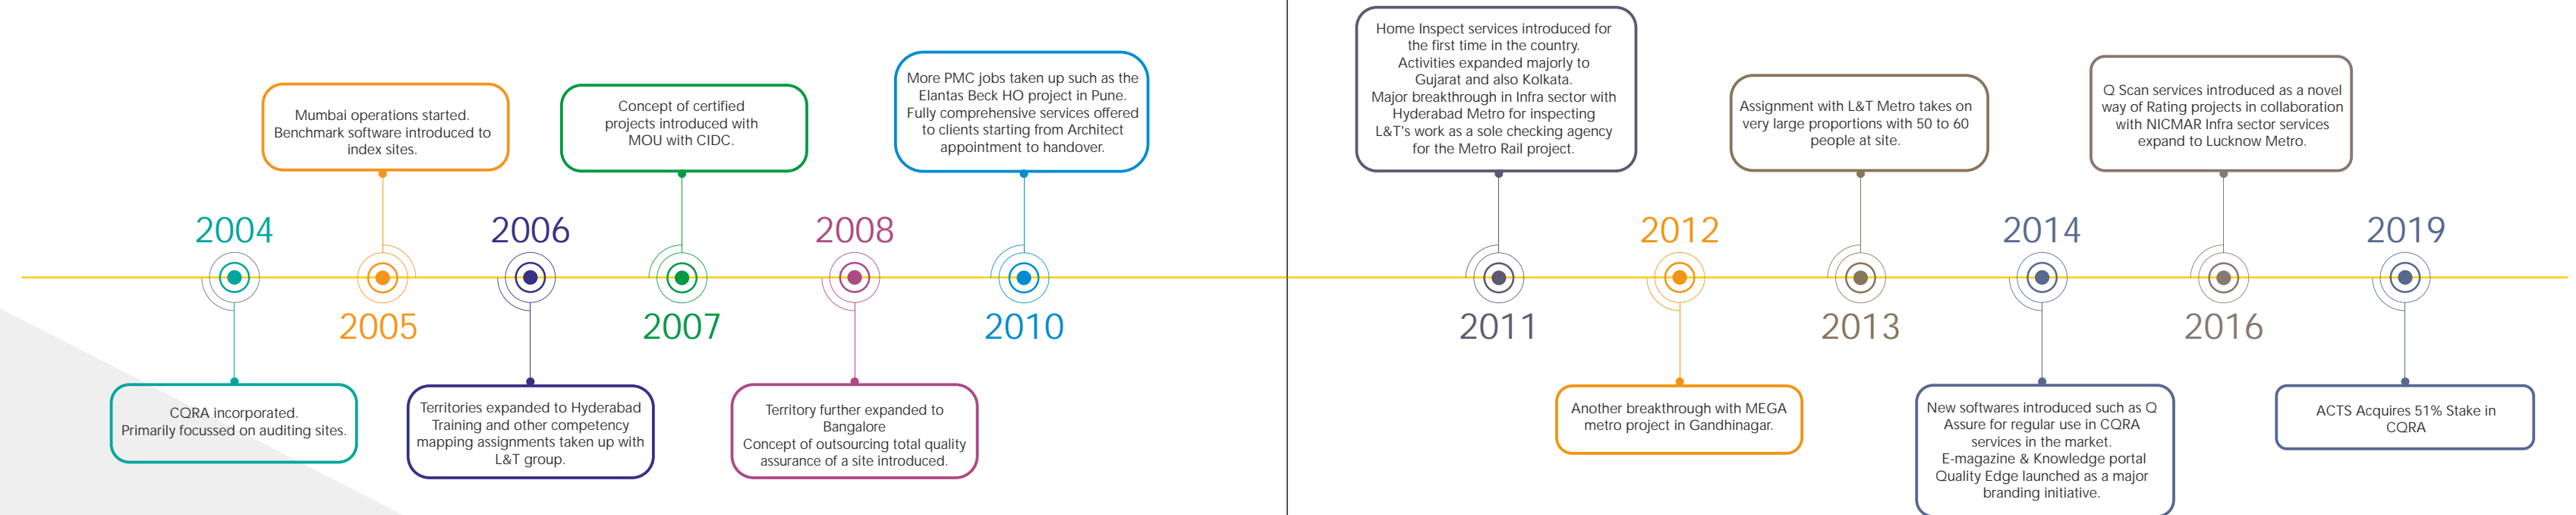 2004
CQRA incorporated.
Primarily focussed on auditing sites.
Mumbai operations started.
Benchmark software introduced to
index sites.
2005
2006
Territories expanded to Hyderabad
Training and other competency
mapping assignments taken up with
L&T group.
Concept of certified
projects introduced with
MOU with CIDC.
2007
2008
Territory further expanded to
Bangalore
Concept of outsourcing total quality
assurance of a site introduced.
More PMC jobs taken up such as the
Elantas Beck HO project in Pune.
Fully comprehensive services offered
to clients starting from Architect
appointment to handover.
2010
Home Inspect services introduced for
the first time in the country.
Activities expanded majorly to
Gujarat and also Kolkata.
Major breakthrough in Infra sector with
Hyderabad Metro for inspecting
L&T's work as a sole checking agency
for the Metro Rail project.
2011
2012
Another breakthrough with MEGA
metro project in Gandhinagar.
Assignment with L&T Metro takes on
very large proportions with 50 to 60
people at site.
2013
2014
New softwares introduced such as Q
Assure for regular use in CQRA
services in the market.
E-magazine & Knowledge portal
Quality Edge launched as a major
branding initiative.
Q Scan services introduced as a novel
way of Rating projects in collaboration
with NICMAR Infra sector services
expand to Lucknow Metro.
2016
2019
ACTS Acquires 51% Stake in
CQRA